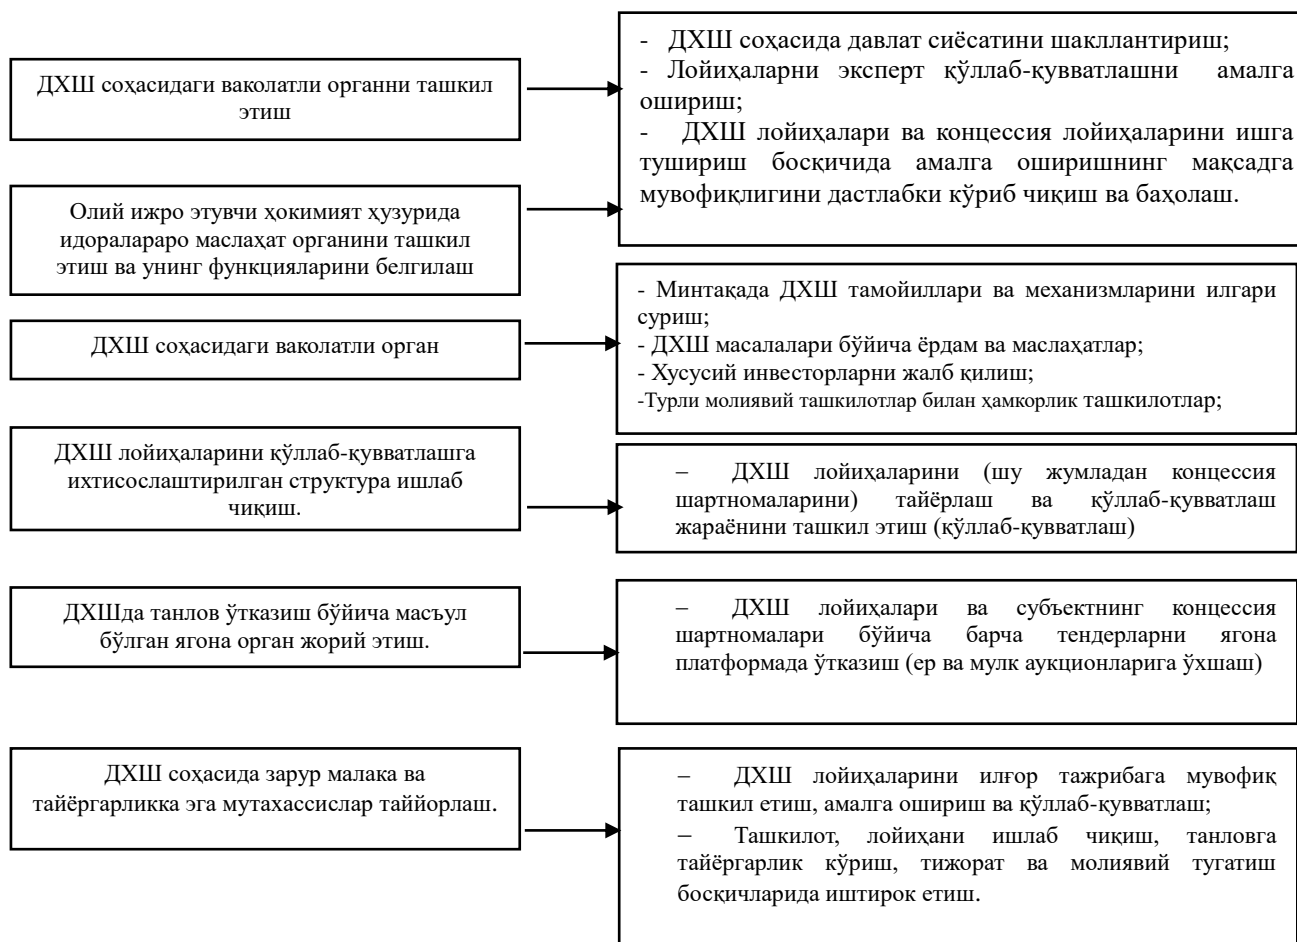 ДХШ соҳасидаги ваколатли органни ташкил
этиш
- ДХШ соҳасида давлат сиёсатини шакллантириш;
- Лойиҳаларни эксперт қўллаб-қувватлашни амалга
ошириш;
- ДХШ лойиҳалари ва концессия лойиҳаларини ишга
тушириш босқичида амалга оширишнинг мақсадга
мувофиқлигини дастлабки кўриб чиқиш ва баҳолаш.
Олий ижро этувчи ҳокимият ҳузурида
идоралараро маслаҳат органини ташкил
этиш ва унинг функцияларини белгилаш
ДХШ соҳасидаги ваколатли орган
- Минтақада ДХШ тамойиллари ва механизмларини илгари
суриш;
- ДХШ масалалари бўйича ёрдам ва маслаҳатлар;
- Хусусий инвесторларни жалб қилиш;
-Турли молиявий ташкилотлар билан ҳамкорлик ташкилотлар;
ДХШ лойиҳаларини қўллаб-қувватлашга
ихтисослаштирилган структура ишлаб
чиқиш.
– ДХШ лойиҳаларини (шу жумладан концессия
шартномаларини) тайёрлаш ва қўллаб-қувватлаш
жараёнини ташкил этиш (қўллаб-қувватлаш)
ДХШда танлов ўтказиш бўйича масъул
бўлган ягона орган жорий этиш.
– ДХШ лойиҳалари ва субъектнинг концессия
шартномалари бўйича барча тендерларни ягона
платформада ўтказиш (ер ва мулк аукционларига ўхшаш)
ДХШ соҳасида зарур малака ва
тайёргарликка эга мутахассислар таййорлаш.
– ДХШ лойиҳаларини илғор тажрибага мувофиқ
ташкил етиш, амалга ошириш ва қўллаб-қувватлаш;
– Ташкилот, лойиҳани ишлаб чиқиш, танловга
тайёргарлик кўриш, тижорат ва молиявий тугатиш
босқичларида иштирок етиш.